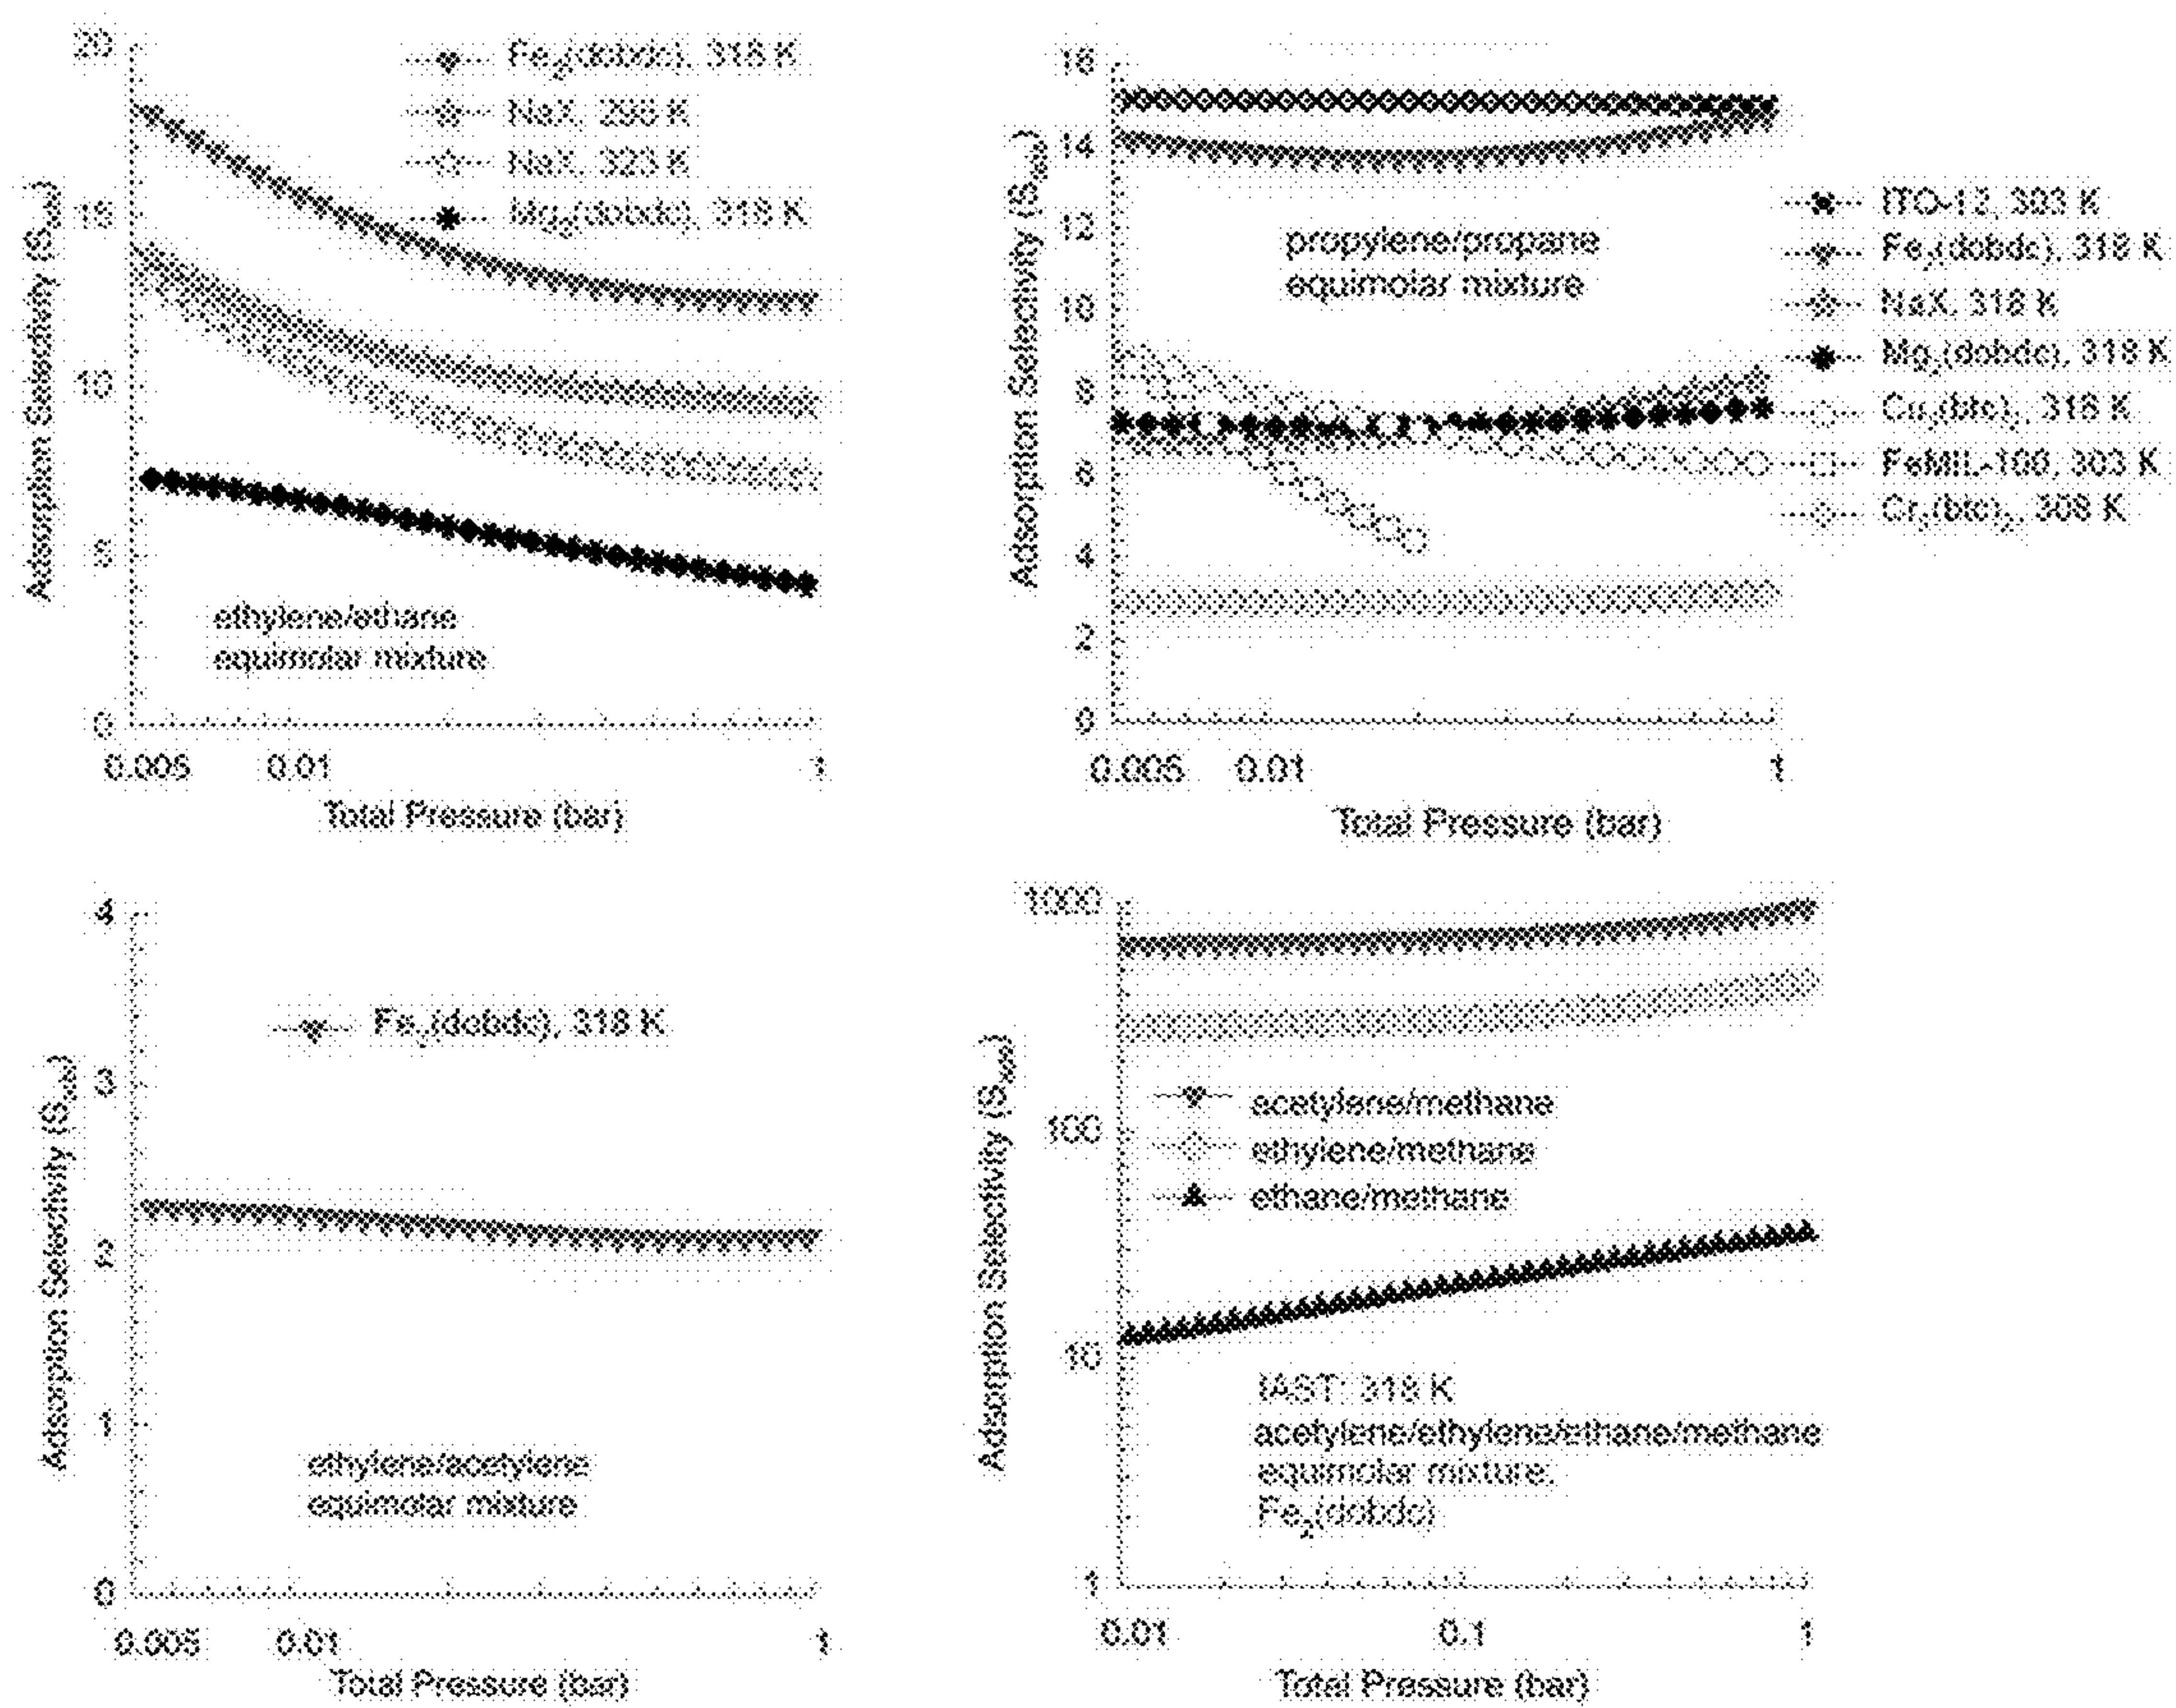 20
15
10
5
0
Adsorption Selectivity (Sads)
Fe2(dobdc), 318 K
NaX, 298 K
NaX, 323 K
Mg2(dobdc), 318 K
ethylene/ethane
equimolar mixture
0.005 0.01 1
Total Pressure (bar)
16
14
12
10
8
6
4
2
0
Adsorption Selectivity (Sads)
propylene/propane
equimolar mixture
ITQ-12, 303 K
Fe2(dobdc), 318 K
NaX, 318 K
Mg2(dobdc), 318 K
318 K
FeMIL-100, 303 K
308 K
0.005 0.01 1
Total Pressure (bar)
4
3
2
1
0
Adsorption Selectivity (Sads)
Fe2(dobdc), 318 K
ethylene/acetylene
equimolar mixture
0.005 0.01 1
Total Pressure (bar)
1000
100
10
1
Adsorption Selectivity (Sads)
acetylene/methane
ethylene/methane
ethane/methane
IAST; 318 K
acetylene/ethylene/ethane/methane
equimolar mixture
Fe2(dobdc)
0.01 0.1 1
Total Pressure (bar)